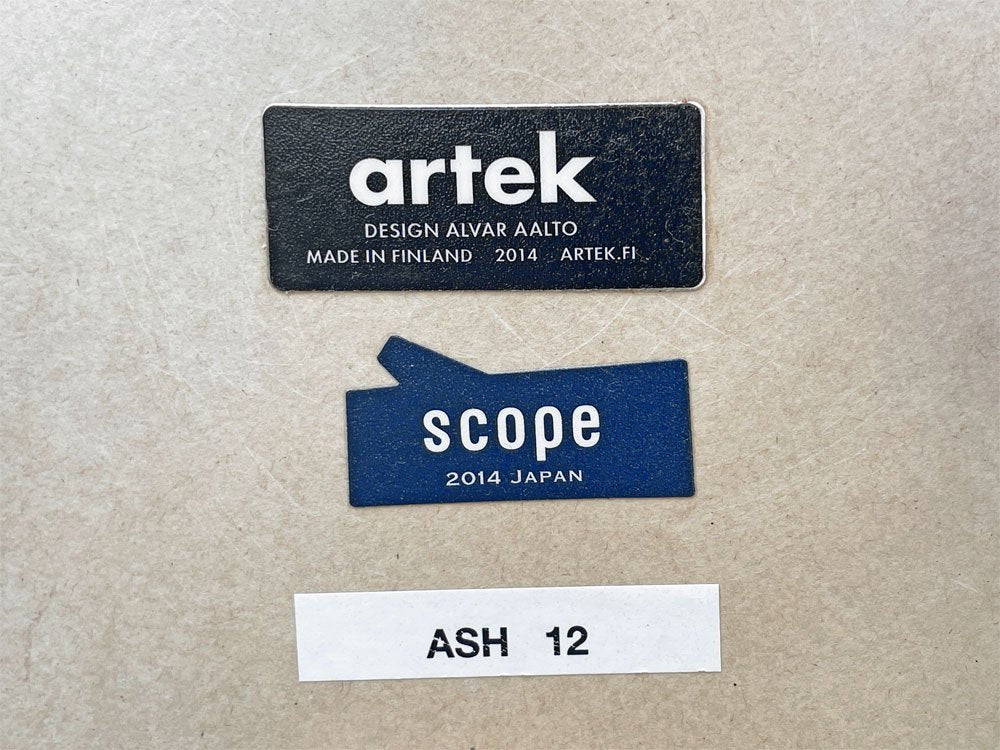 artek
DESIGN ALVAR AALTO
MADE IN FINLAND 2014 ARTEK.FI
scope
2014 JAPAN
ASH 12